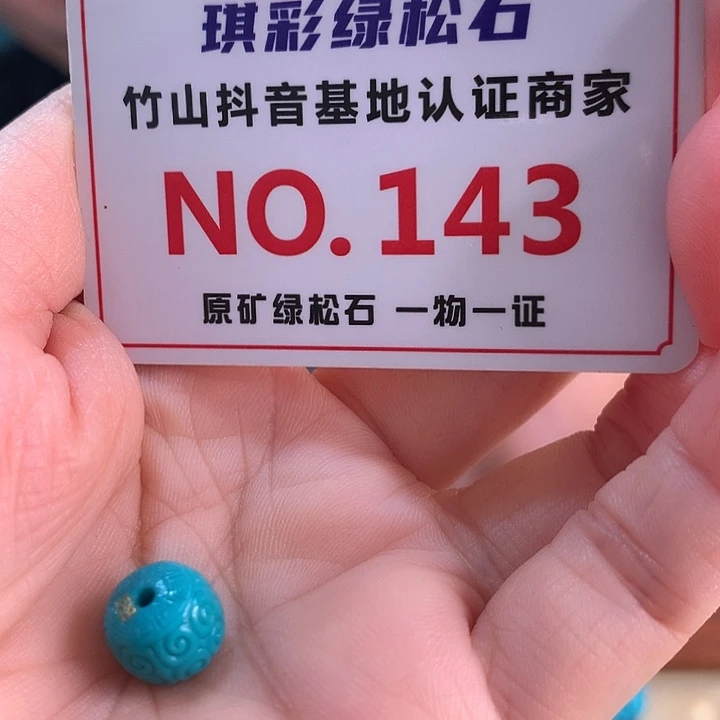 琪彩绿松石
竹山抖音基地认证商家
NO.143
原矿绿松石 一物一证